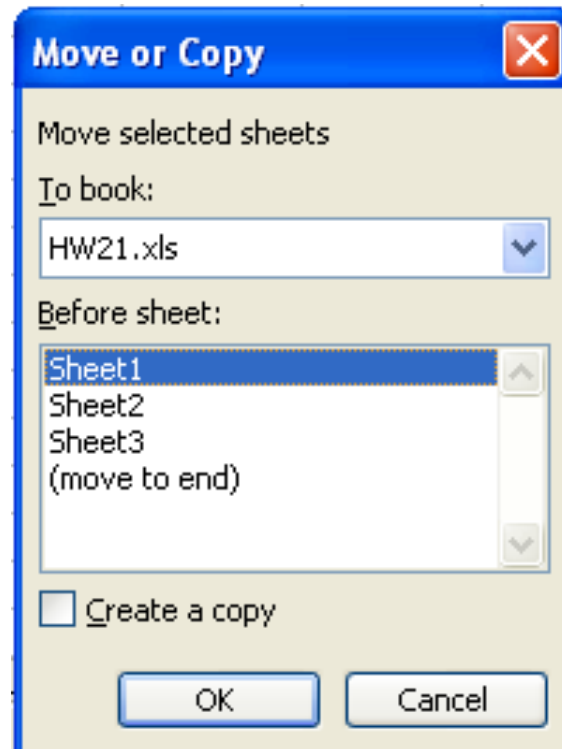 Move or Copy
Move selected sheets
To book:
HW21.xls
Before sheet:
Sheet1
Sheet2
Sheet3
(move to end)
Create a copy
OK Cancel